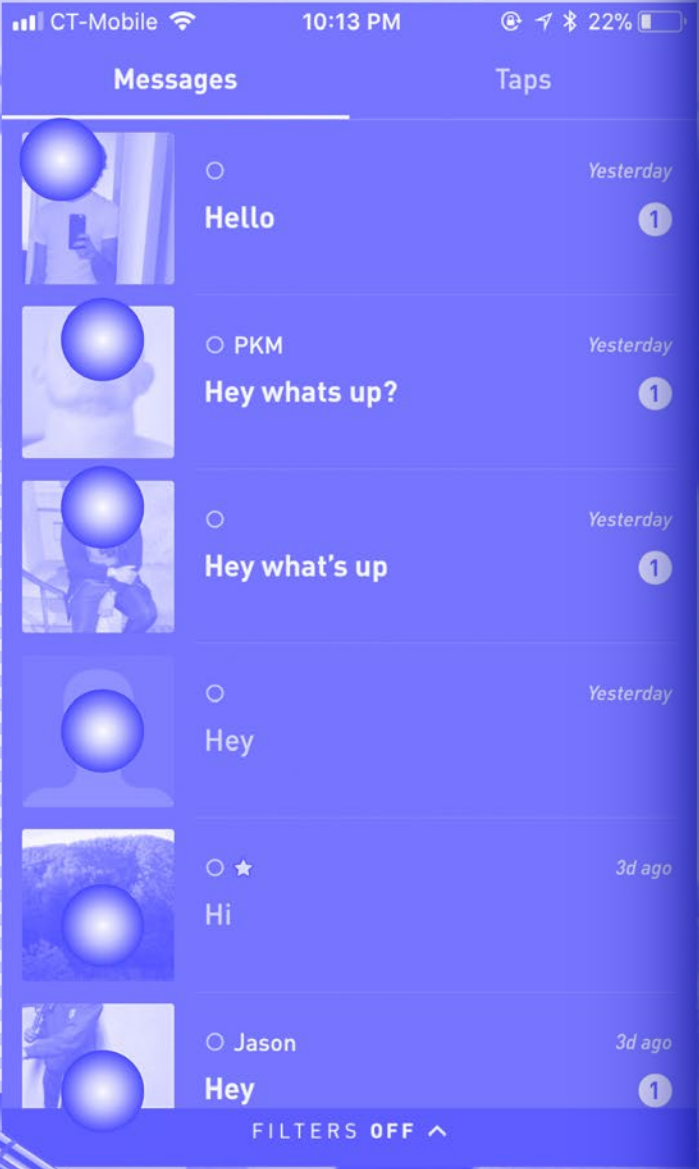 CT-Mobile 10:13 PM 22%
Messages Taps
Yesterday
Hello 1
PKM Yesterday
Hey whats up? 1
Yesterday
Hey what’s up 1
Yesterday
Hey
3d ago
Hi
Jason 3d ago
Hey 1
FILTERS OFF